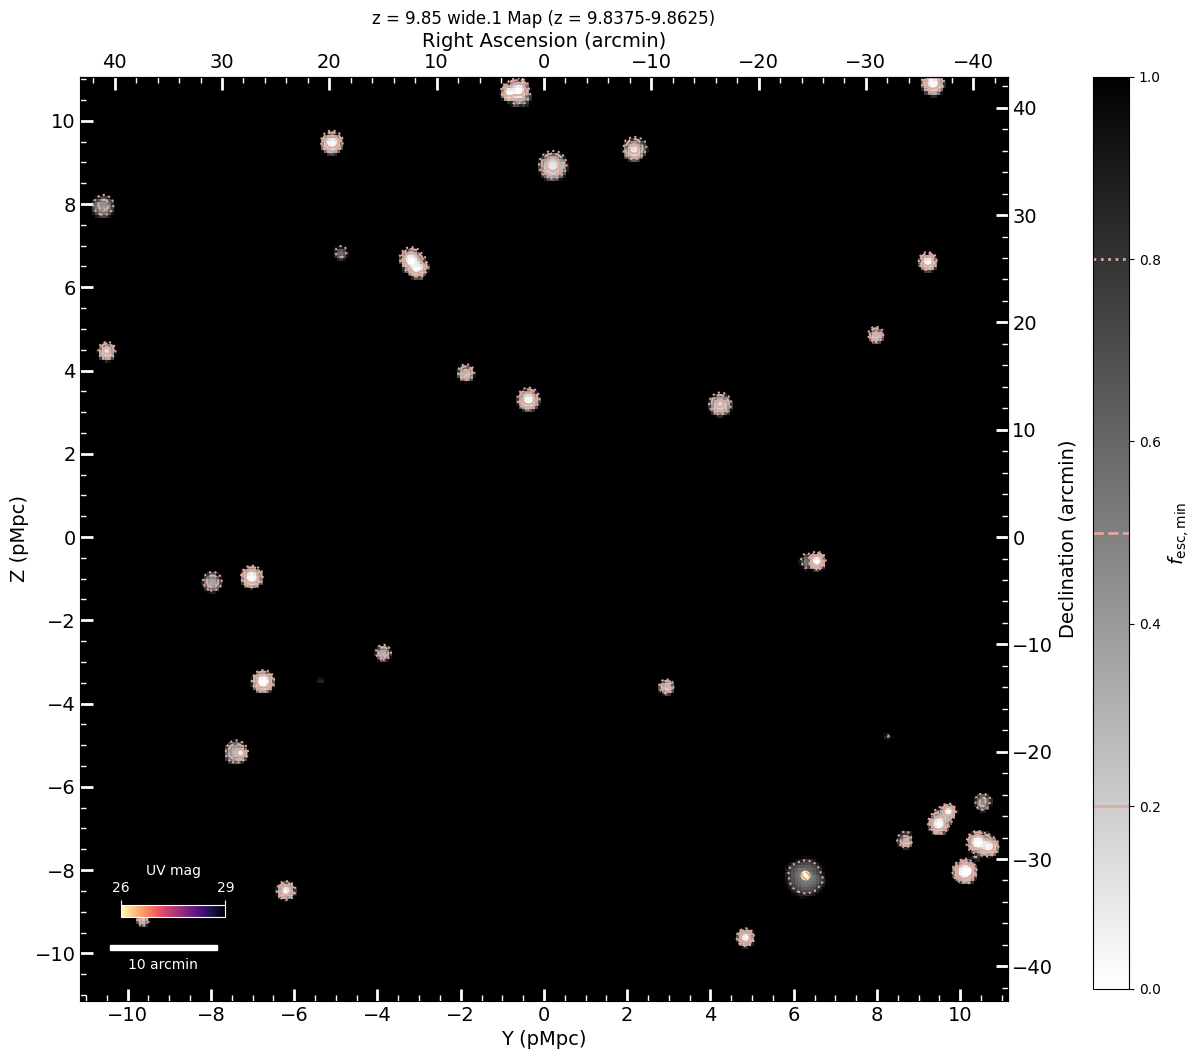 z = 9.85 wide.1 Map (z = 9.8375-9.8625)
Right Ascension (arcmin)
40 30 20 10 0 −10 −20 −30 −40
10
8
6
4
2
0
−2
−4
−6
−8
−10
Z (pMpc)
40
30
20
10
0
−10
−20
−30
−40
Declination (arcmin)
1.0
0.8
0.6
0.4
0.2
0.0
f_esc,min
UV mag
26 29
10 arcmin
−10 −8 −6 −4 −2 0 2 4 6 8 10
Y (pMpc)